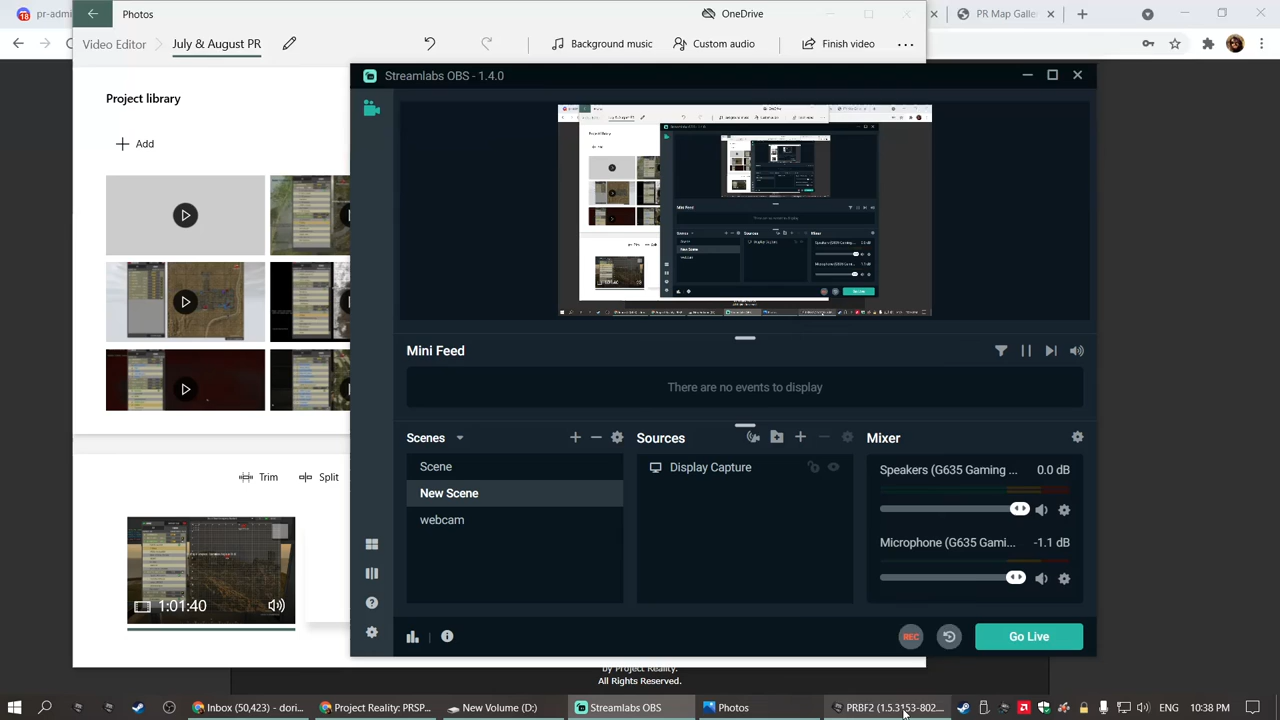 18
pr-admi
PR Map Galle
Photos
OneDrive
Video Editor
July & August PR
Background music
Custom audio
Finish video
Project library
Add
Streamlabs OBS - 1.4.0
Mini Feed
There are no events to display
Scenes
Sources
Mixer
Scene
New Scene
webcam
Display Capture
Speakers (G635 Gaming ...
0.0 dB
Microphone (G635 Gami...
-1.1 dB
Trim
Split
1:01:40
REC
Go Live
by Project Reality.
All Rights Reserved.
Inbox (50,423) - dori...
Project Reality: PRSP...
New Volume (D:)
Streamlabs OBS
Photos
PRBF2 (1.5.3153-802...
10:38 PM